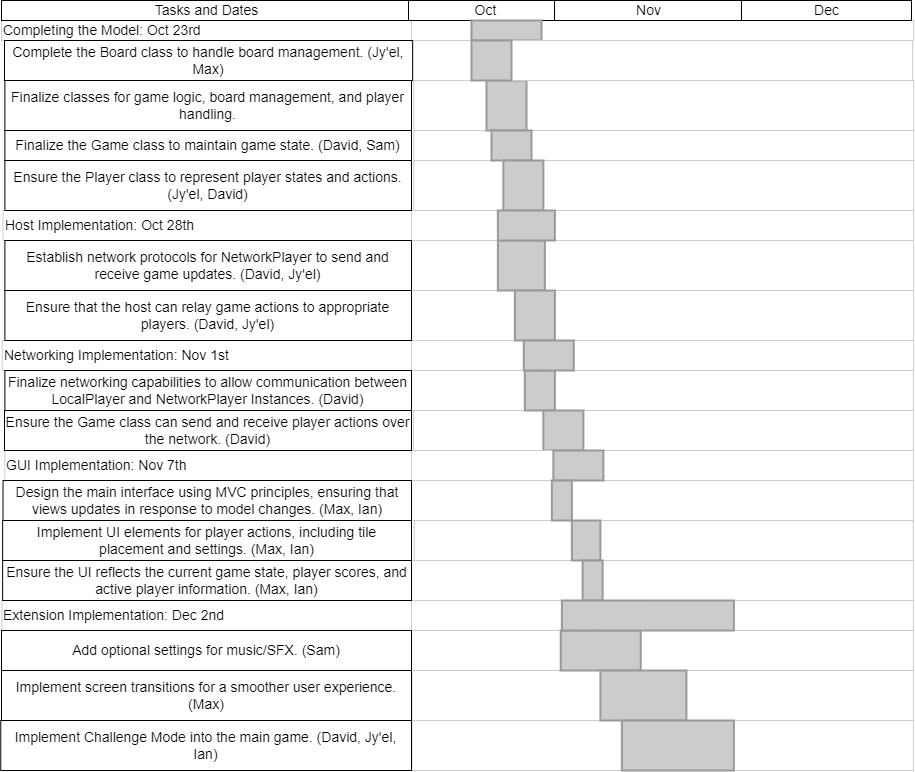 Tasks and Dates
Oct
Nov
Dec
Completing the Model: Oct 23rd
Complete the Board class to handle board management. (Jy'el,
Max)
Finalize classes for game logic, board management, and player
handling.
Finalize the Game class to maintain game state. (David, Sam)
Ensure the Player class to represent player states and actions.
(Jy'el, David)
Host Implementation: Oct 28th
Establish network protocols for NetworkPlayer to send and
receive game updates. (David, Jy'el)
Ensure that the host can relay game actions to appropriate
players. (David, Jy'el)
Networking Implementation: Nov 1st
Finalize networking capabilities to allow communication between
LocalPlayer and NetworkPlayer Instances. (David)
Ensure the Game class can send and receive player actions over
the network. (David)
GUI Implementation: Nov 7th
Design the main interface using MVC principles, ensuring that
views updates in response to model changes. (Max, Ian)
Implement UI elements for player actions, including tile
placement and settings. (Max, Ian)
Ensure the UI reflects the current game state, player scores, and
active player information. (Max, Ian)
Extension Implementation: Dec 2nd
Add optional settings for music/SFX. (Sam)
Implement screen transitions for a smoother user experience.
(Max)
Implement Challenge Mode into the main game. (David, Jy'el,
Ian)